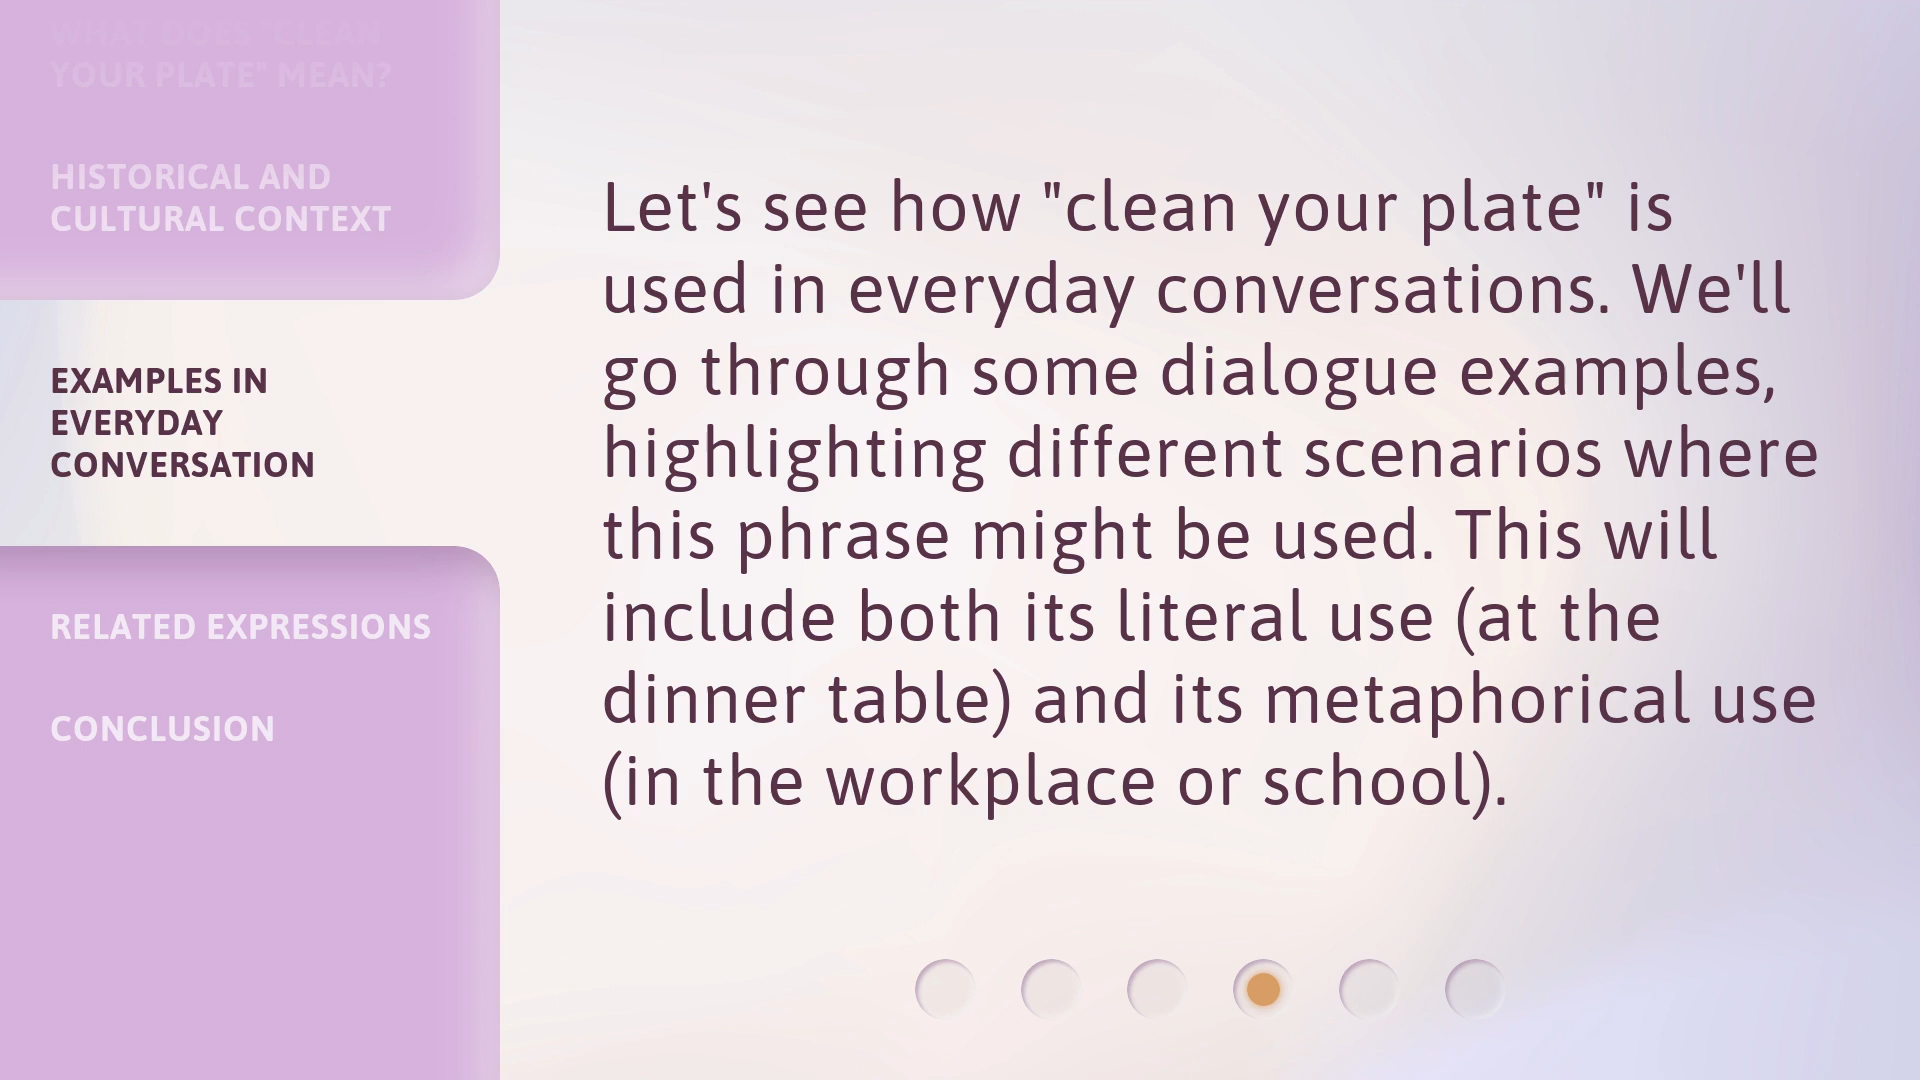 WHAT DOES "CLEAN
YOUR PLATE" MEAN?
HISTORICAL AND
CULTURAL CONTEXT
EXAMPLES IN
EVERYDAY
CONVERSATION
RELATED EXPRESSIONS
CONCLUSION
Let's see how "clean your plate" is
used in everyday conversations. We'll
go through some dialogue examples,
highlighting different scenarios where
this phrase might be used. This will
include both its literal use (at the
dinner table) and its metaphorical use
(in the workplace or school).